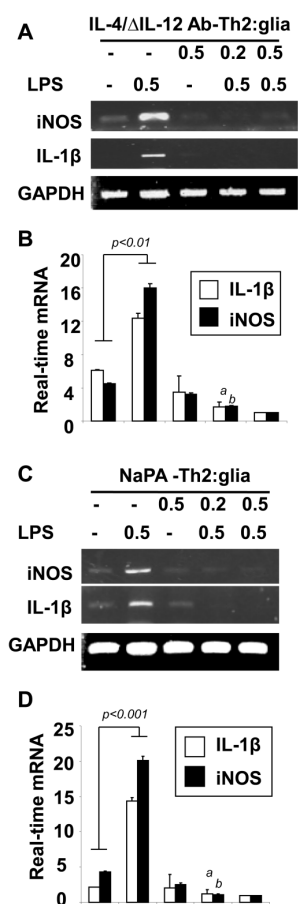 A
IL-4/ΔIL-12 Ab-Th2:glia
- - 0.5 0.2 0.5
LPS - 0.5 - 0.5 0.5
iNOS
IL-1β
GAPDH
B
p<0.01
Real-time mRNA
20
16
12
8
4
0
IL-1β
iNOS
a
b
C
NaPA -Th2:glia
- - 0.5 0.2 0.5
LPS - 0.5 - 0.5 0.5
iNOS
IL-1β
GAPDH
D
p<0.001
Real-time mRNA
25
20
15
10
5
0
IL-1β
iNOS
a
b